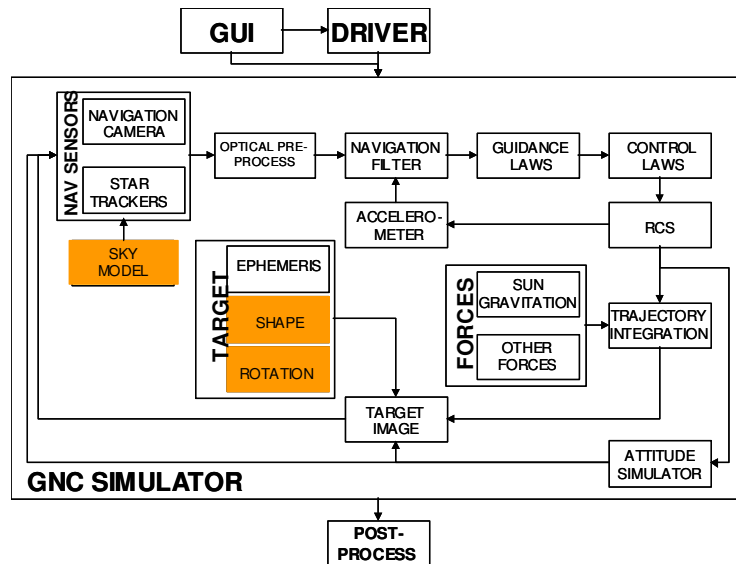 GUI
DRIVER
NAV SENSORS
NAVIGATION
CAMERA
STAR
TRACKERS
OPTICAL PRE-
PROCESS
NAVIGATION
FILTER
GUIDANCE
LAWS
CONTROL
LAWS
ACCELERO-
METER
RCS
SKY
MODEL
TARGET
EPHEMERIS
SHAPE
ROTATION
FORCES
SUN
GRAVITATION
OTHER
FORCES
TRAJECTORY
INTEGRATION
TARGET
IMAGE
ATTITUDE
SIMULATOR
GNC SIMULATOR
POST-
PROCESS